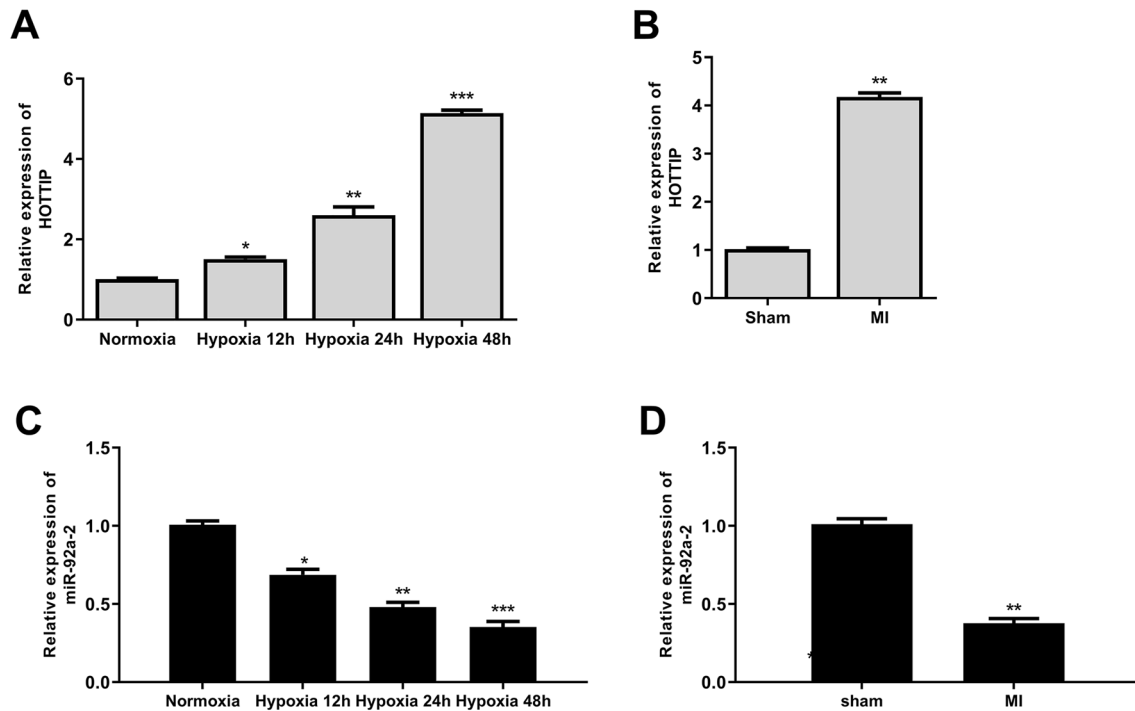 A
Relative expression of
HOTTIP
6
4
2
0
*
**
***
Normoxia Hypoxia 12h Hypoxia 24h Hypoxia 48h
B
Relative expression of
HOTTIP
5
4
3
2
1
0
**
Sham MI
C
Relative expression of
miR-92a-2
1.5
1.0
0.5
0.0
*
**
***
Normoxia Hypoxia 12h Hypoxia 24h Hypoxia 48h
D
Relative expression of
miR-92a-2
1.5
1.0
0.5
0.0
*
**
sham MI